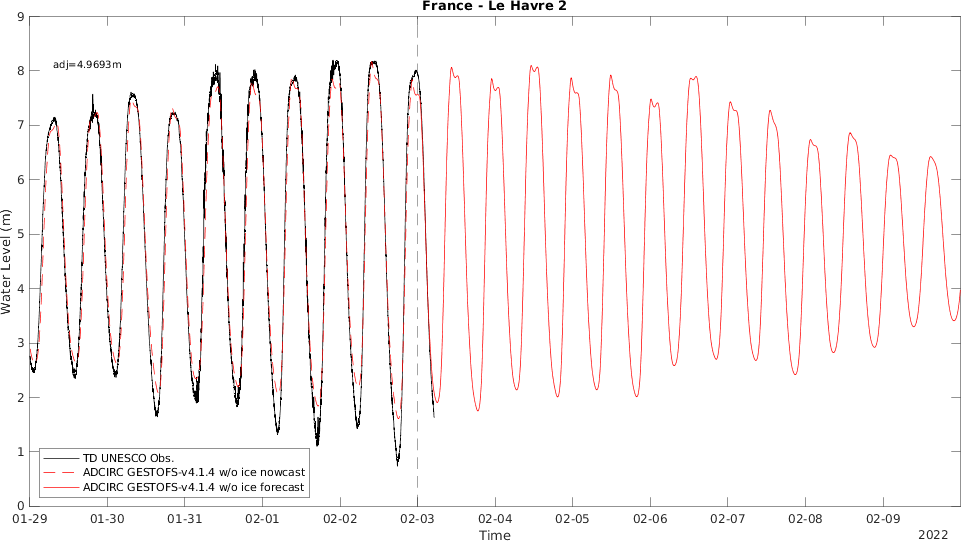 France - Le Havre 2
adj=4.9693m
9
8
7
6
5
4
3
2
1
0
Water Level (m)
TD UNESCO Obs.
ADCIRC GESTOFS-v4.1.4 w/o ice nowcast
ADCIRC GESTOFS-v4.1.4 w/o ice forecast
01-29 01-30 01-31 02-01 02-02 02-03 02-04 02-05 02-06 02-07 02-08 02-09
Time
2022